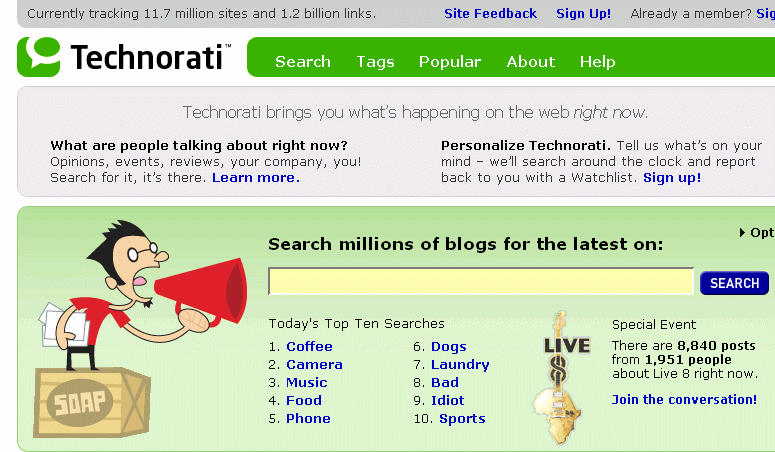 Currently tracking 11.7 million sites and 1.2 billion links. Site Feedback Sign Up! Already a member? Sig
Technorati™ Search Tags Popular About Help
Technorati brings you what's happening on the web right now.
What are people talking about right now?
Opinions, events, reviews, your company, you!
Search for it, it's there. Learn more.
Personalize Technorati. Tell us what's on your
mind – we'll search around the clock and report
back to you with a Watchlist. Sign up!
Opt
Search millions of blogs for the latest on:
SEARCH
Today's Top Ten Searches
1. Coffee
2. Camera
3. Music
4. Food
5. Phone
6. Dogs
7. Laundry
8. Bad
9. Idiot
10. Sports
LIVE
8
Special Event
There are 8,840 posts
from 1,951 people
about Live 8 right now.
Join the conversation!
SOAP